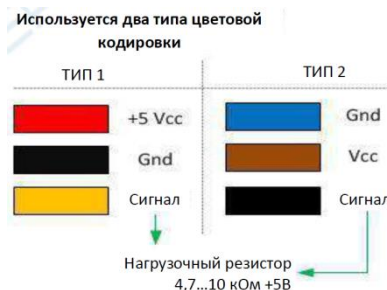 Используется два типа цветовой
кодировки
ТИП 1
ТИП 2
+5 Vcc
Gnd
Сигнал
Gnd
Vcc
Сигнал
Нагрузочный резистор
4,7...10 кОм +5В